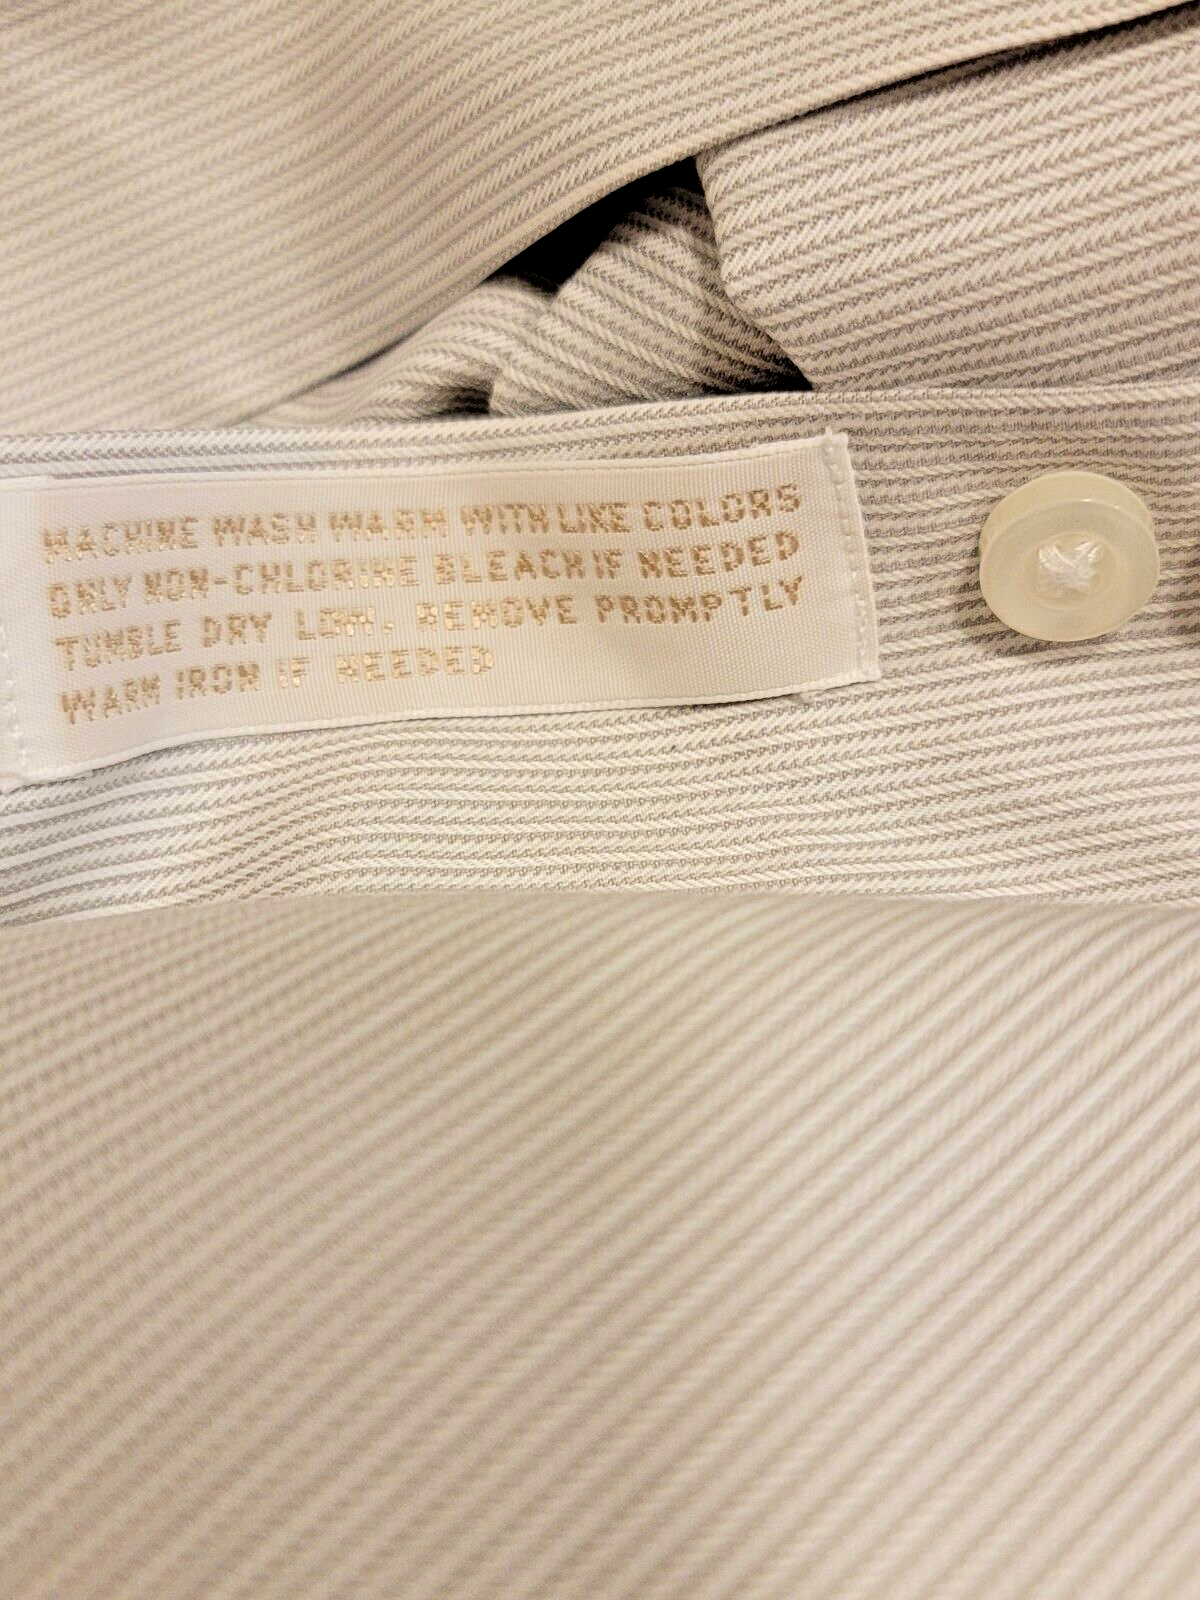 MACHINE WASH WARM WITH LIKE COLORS
ONLY NON-CHLORINE BLEACH IF NEEDED
TUMBLE DRY LOW. REMOVE PROMPTLY
WARM IRON IF NEEDED